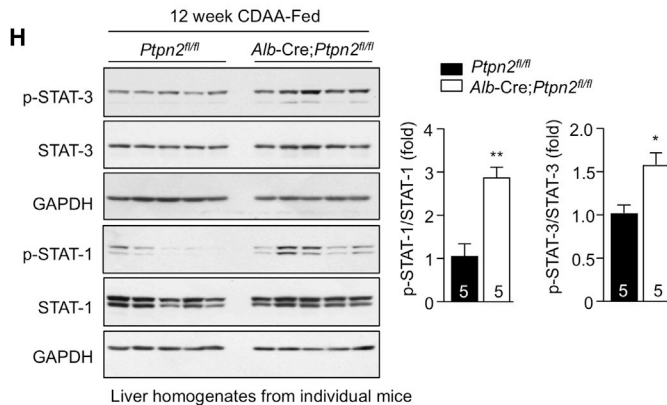 H
12 week CDAA-Fed
Ptpn2fl/fl
Alb-Cre;Ptpn2fl/fl
p-STAT-3
STAT-3
GAPDH
p-STAT-1
STAT-1
GAPDH
Liver homogenates from individual mice
Ptpn2fl/fl
Alb-Cre;Ptpn2fl/fl
p-STAT-1/STAT-1 (fold)
4
3
2
1
0
**
5
5
p-STAT-3/STAT-3 (fold)
2.0
1.5
1.0
0.5
0
*
5
5